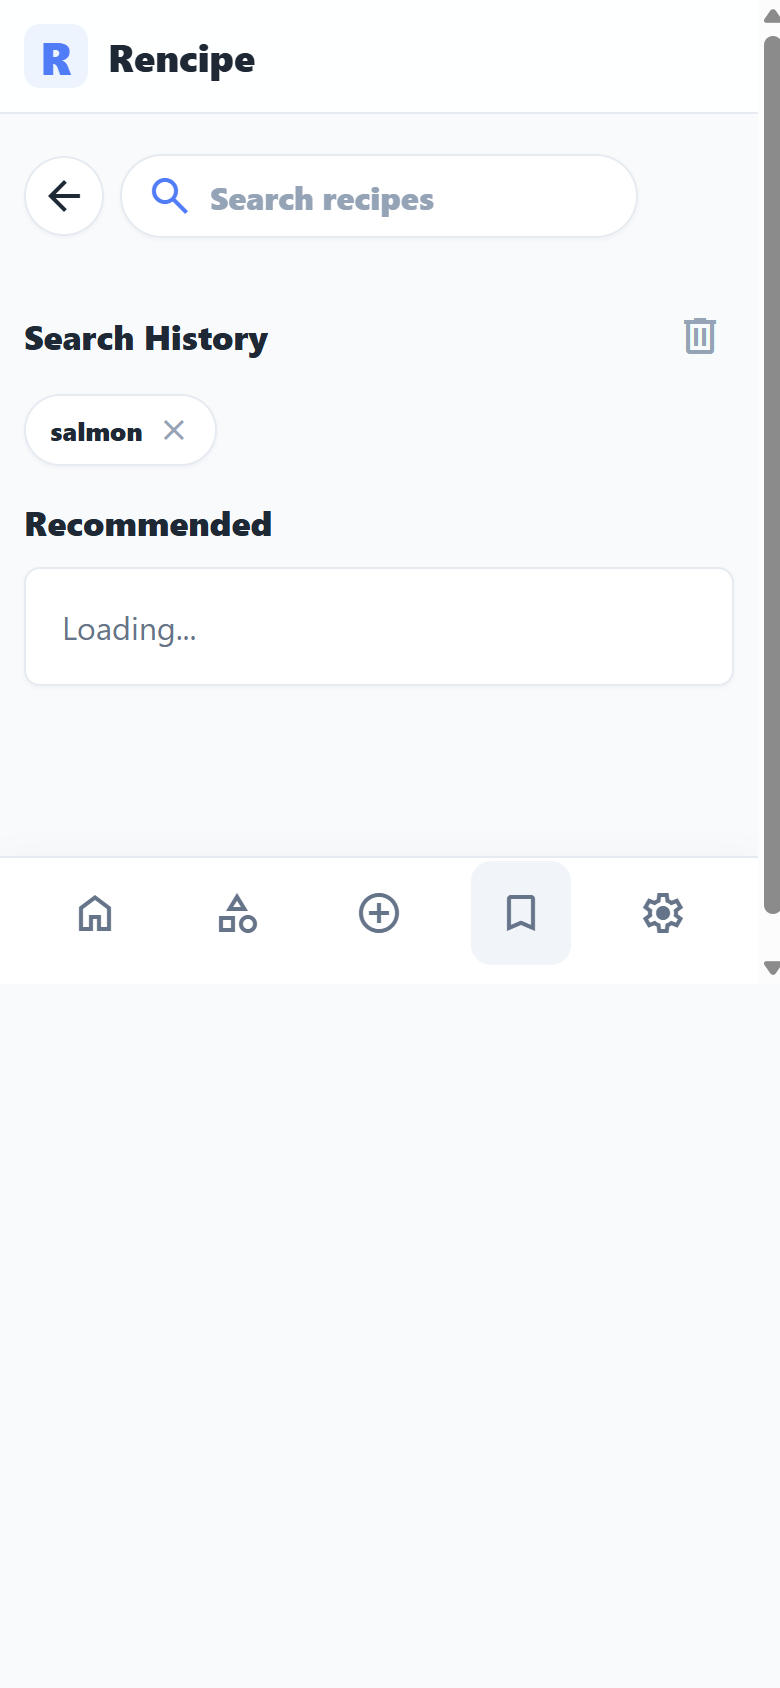 R Rencipe
Search recipes
Search History
salmon
Recommended
Loading...